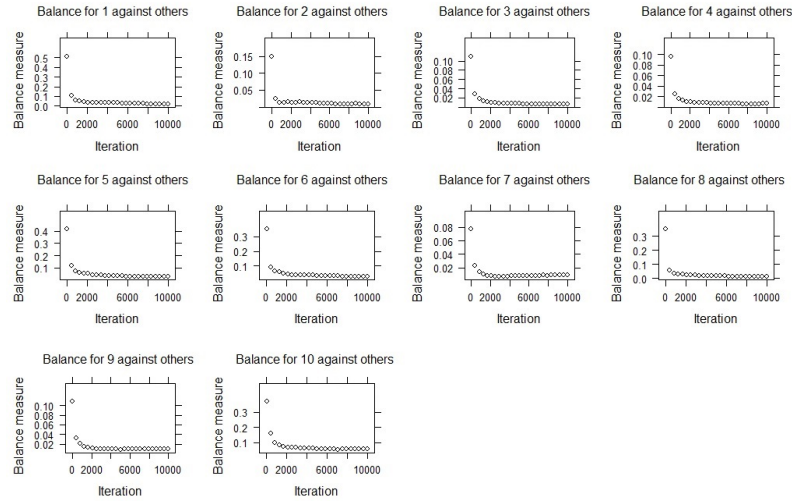 Balance for 1 against others
Balance measure
0.5
0.4
0.3
0.2
0.1
0.0
0 2000 6000 10000
Iteration
Balance for 2 against others
Balance measure
0.15
0.10
0.05
0 2000 6000 10000
Iteration
Balance for 3 against others
Balance measure
0.10
0.08
0.06
0.04
0.02
0 2000 6000 10000
Iteration
Balance for 4 against others
Balance measure
0.10
0.08
0.06
0.04
0.02
0 2000 6000 10000
Iteration
Balance for 5 against others
Balance measure
0.4
0.3
0.2
0.1
0 2000 6000 10000
Iteration
Balance for 6 against others
Balance measure
0.3
0.2
0.1
0 2000 6000 10000
Iteration
Balance for 7 against others
Balance measure
0.08
0.06
0.04
0.02
0 2000 6000 10000
Iteration
Balance for 8 against others
Balance measure
0.3
0.2
0.1
0.0
0 2000 6000 10000
Iteration
Balance for 9 against others
Balance measure
0.10
0.08
0.06
0.04
0.02
0 2000 6000 10000
Iteration
Balance for 10 against others
Balance measure
0.3
0.2
0.1
0 2000 6000 10000
Iteration